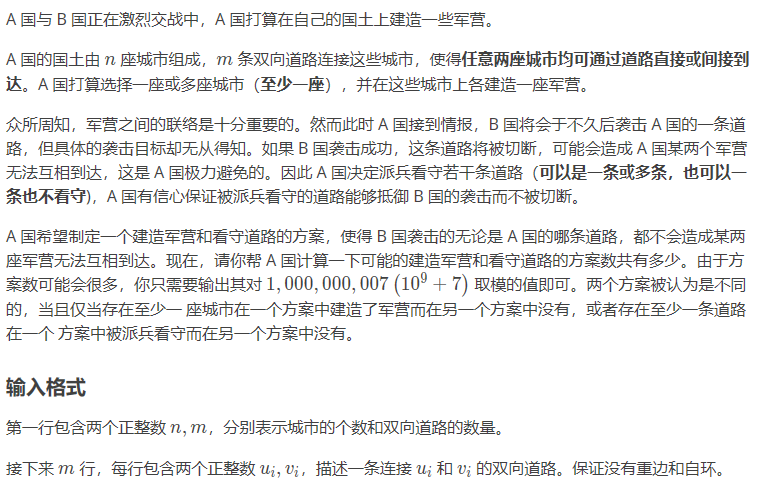 A 国与 B 国正在激烈交战中，A 国打算在自己的国土上建造一些军营。
A 国的国土由 n 座城市组成，m 条双向道路连接这些城市，使得任意两座城市均可通过道路直接或间接到
达。A 国打算选择一座或多座城市（至少一座），并在这些城市上各建造一座军营。
众所周知，军营之间的联络是十分重要的。然而此时 A 国接到情报，B 国将会于不久后袭击 A 国的一条道
路，但具体的袭击目标却无从得知。如果 B 国袭击成功，这条道路将被切断，可能会造成 A 国某两个军营
无法互相到达，这是 A 国极力避免的。因此 A 国决定派兵看守若干条道路（可以是一条或多条，也可以一
条也不看守)，A 国有信心保证被派兵看守的道路能够抵御 B 国的袭击而不被切断。
A 国希望制定一个建造军营和看守道路的方案，使得 B 国袭击的无论是 A 国的哪条道路，都不会造成某两
座军营无法互相到达。现在，请你帮 A 国计算一下可能的建造军营和看守道路的方案数共有多少。由于方
案数可能会很多，你只需要输出其对 1,000,000,007 (10⁹ + 7) 取模的值即可。两个方案被认为是不同
的，当且仅当存在至少一 座城市在一个方案中建造了军营而在另一个方案中没有，或者存在至少一条道路
在一个 方案中被派兵看守而在另一个方案中没有。
输入格式
第一行包含两个正整数 n, m，分别表示城市的个数和双向道路的数量。
接下来 m 行，每行包含两个正整数 uᵢ, vᵢ，描述一条连接 uᵢ 和 vᵢ 的双向道路。保证没有重边和自环。